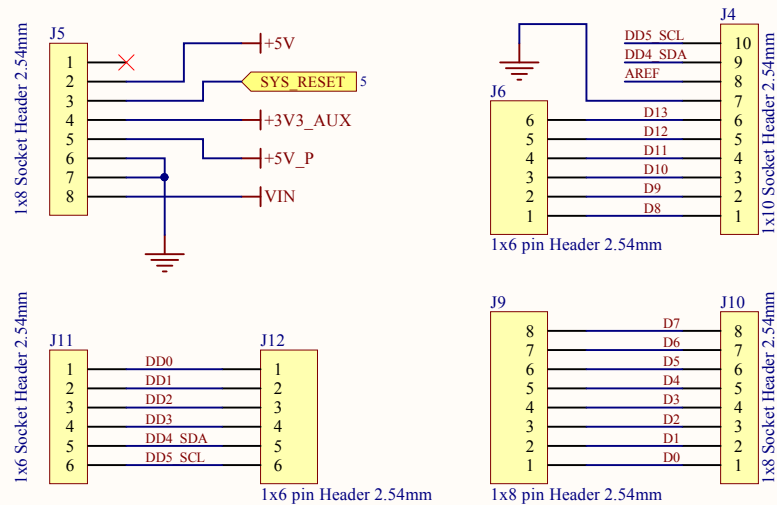 J5
1x8 Socket Header 2.54mm
1
2
3
4
5
6
7
8
+5V
SYS_RESET 5
+3V3_AUX
+5V_P
VIN
J4
1x10 Socket Header 2.54mm
DD5_SCL 10
DD4_SDA 9
AREF 8
7
J6
6 D13 6
5 D12 5
4 D11 4
3 D10 3
2 D9 2
1 D8 1
1x6 pin Header 2.54mm
J11
J12
1x6 Socket Header 2.54mm
1 DD0 1
2 DD1 2
3 DD2 3
4 DD3 4
5 DD4_SDA 5
6 DD5_SCL 6
1x6 pin Header 2.54mm
J9
J10
8 D7 8
7 D6 7
6 D5 6
5 D4 5
4 D3 4
3 D2 3
2 D1 2
1 D0 1
1x8 Socket Header 2.54mm
1x8 pin Header 2.54mm